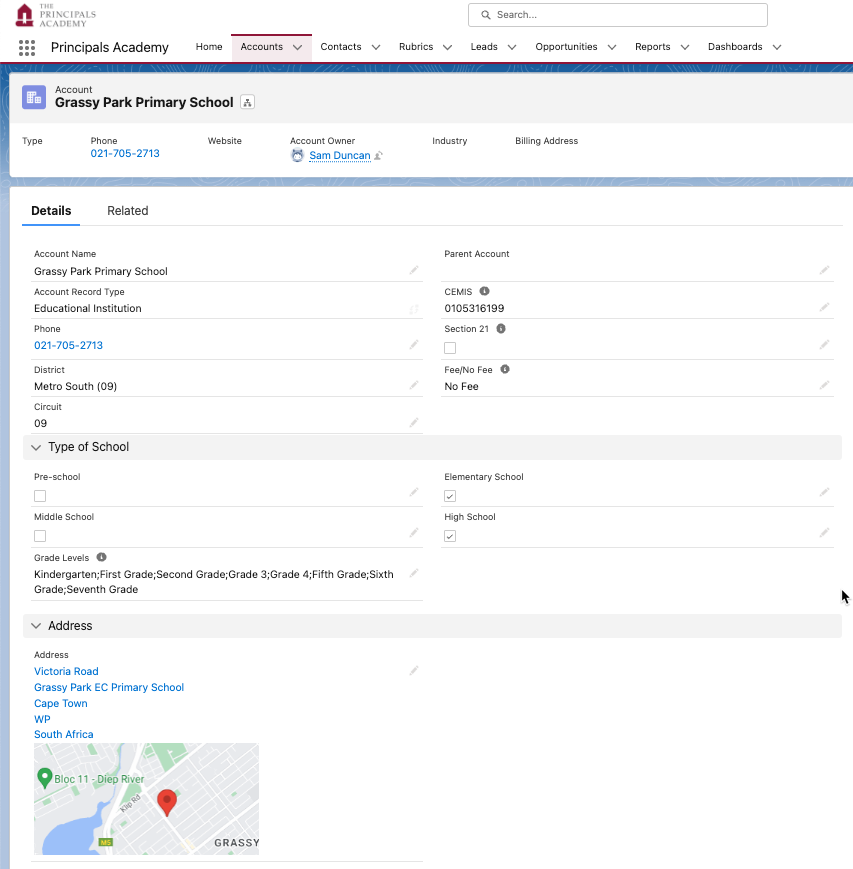 THE
PRINCIPALS
ACADEMY
Search...
Principals Academy
Home
Accounts
Contacts
Rubrics
Leads
Opportunities
Reports
Dashboards
Account
Grassy Park Primary School
Type
Phone
Website
Account Owner
Industry
Billing Address
021-705-2713
Sam Duncan
Details
Related
Account Name
Parent Account
Grassy Park Primary School
Account Record Type
CEMIS
Educational Institution
0105316199
Phone
Section 21
021-705-2713
District
Fee/No Fee
Metro South (09)
No Fee
Circuit
09
Type of School
Pre-school
Elementary School
Middle School
High School
Grade Levels
Kindergarten;First Grade;Second Grade;Grade 3;Grade 4;Fifth Grade;Sixth
Grade;Seventh Grade
Address
Address
Victoria Road
Grassy Park EC Primary School
Cape Town
WP
South Africa
Bloc 11 - Diep River
Klip Rd
M5
GRASSY